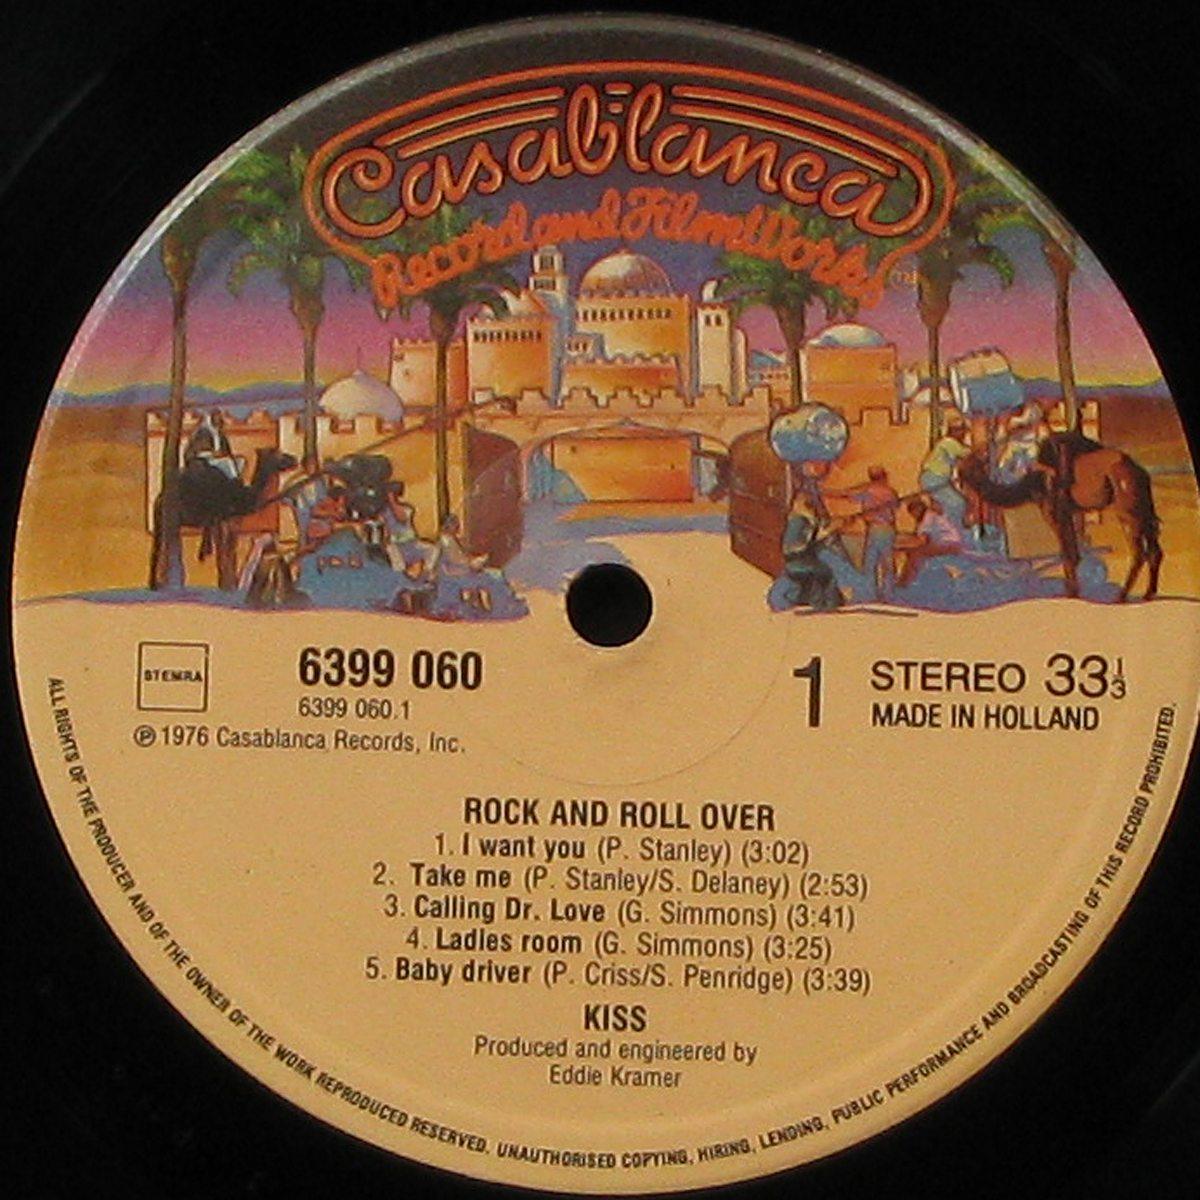 Casablanca
Record and FilmWorks
TM
STEMRA
6399 060
6399 060.1
℗ 1976 Casablanca Records, Inc.
1
STEREO 33⅓
MADE IN HOLLAND
ROCK AND ROLL OVER
1. I want you (P. Stanley) (3:02)
2. Take me (P. Stanley/S. Delaney) (2:53)
3. Calling Dr. Love (G. Simmons) (3:41)
4. Ladies room (G. Simmons) (3:25)
5. Baby driver (P. Criss/S. Penridge) (3:39)
KISS
Produced and engineered by
Eddie Kramer
ALL RIGHTS OF THE PRODUCER AND OF THE OWNER OF THE WORK REPRODUCED RESERVED. UNAUTHORISED COPYING, HIRING, LENDING, PUBLIC PERFORMANCE AND BROADCASTING OF THIS RECORD PROHIBITED.